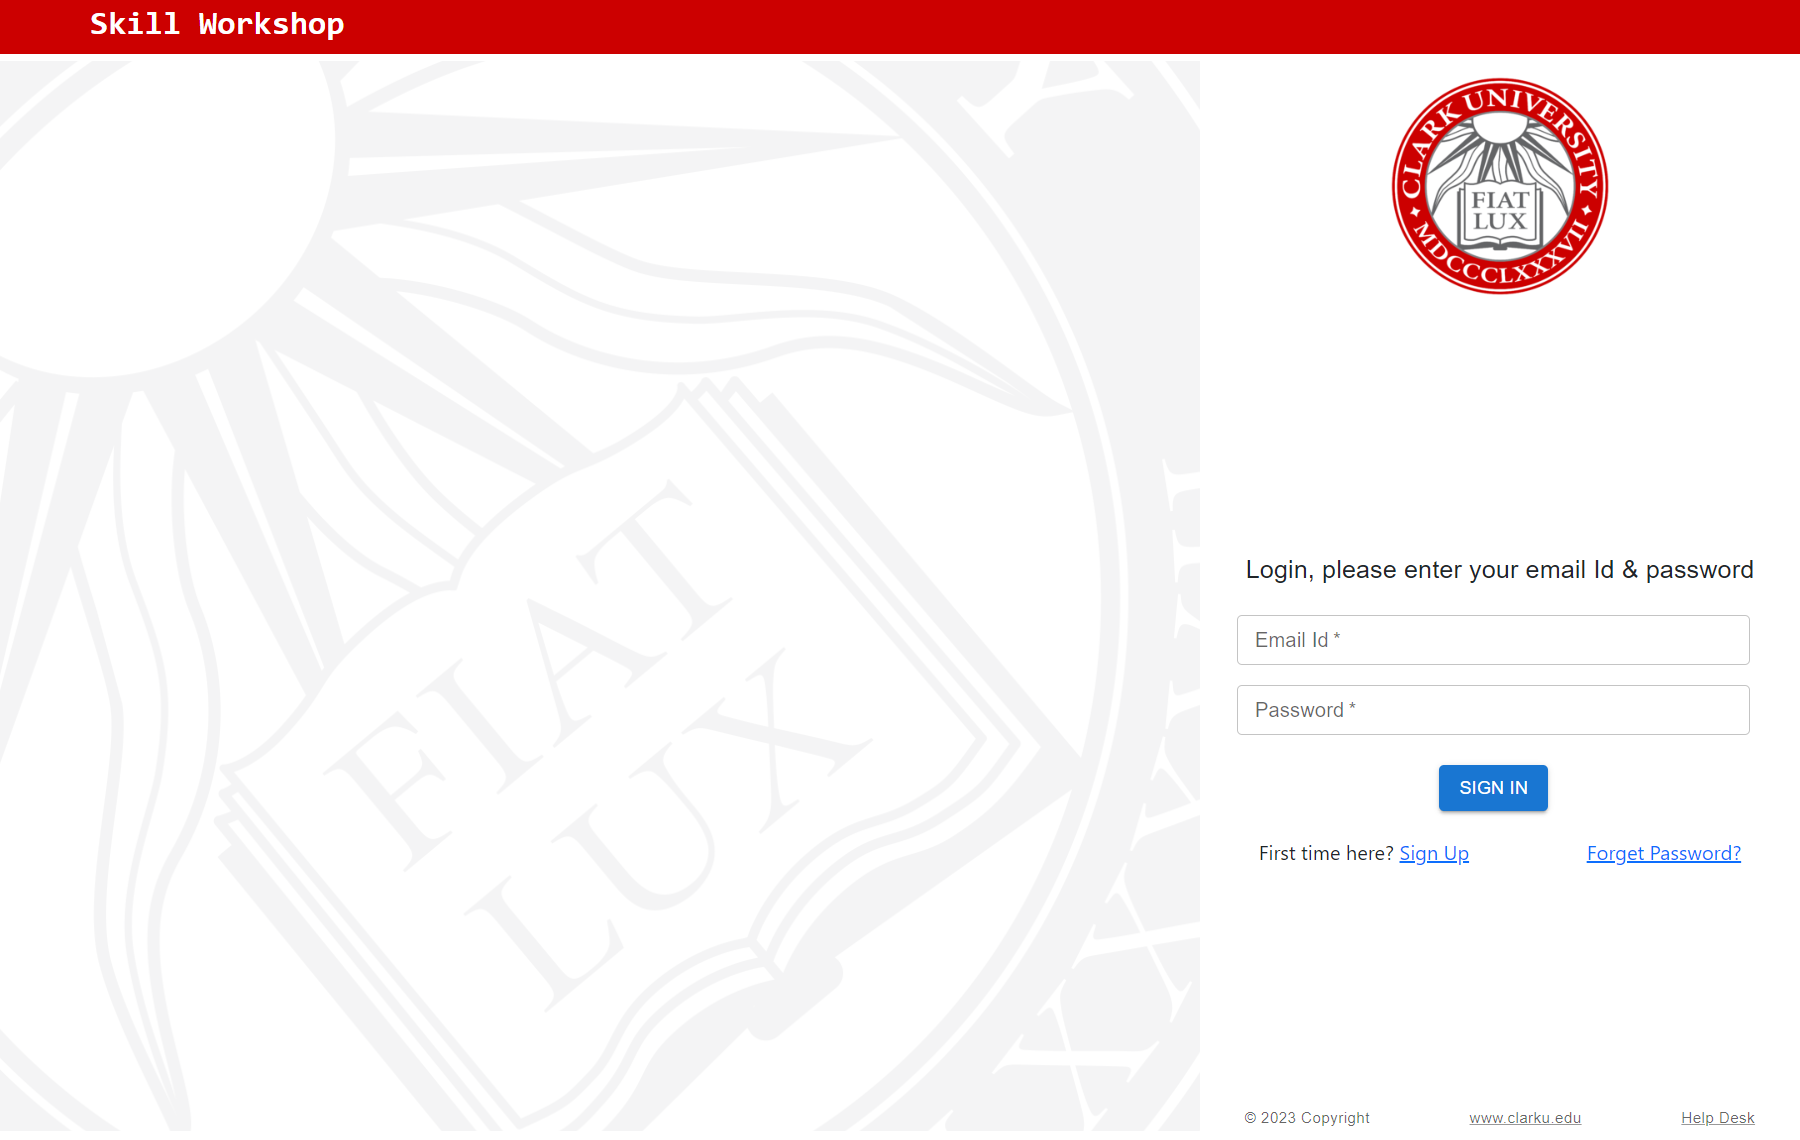 Skill Workshop
CLARK UNIVERSITY
MDCCCLXXXVII
FIAT
LUX
FIAT
LUX
Login, please enter your email Id & password
Email Id *
Password *
SIGN IN
First time here? Sign Up
Forget Password?
© 2023 Copyright
www.clarku.edu
Help Desk